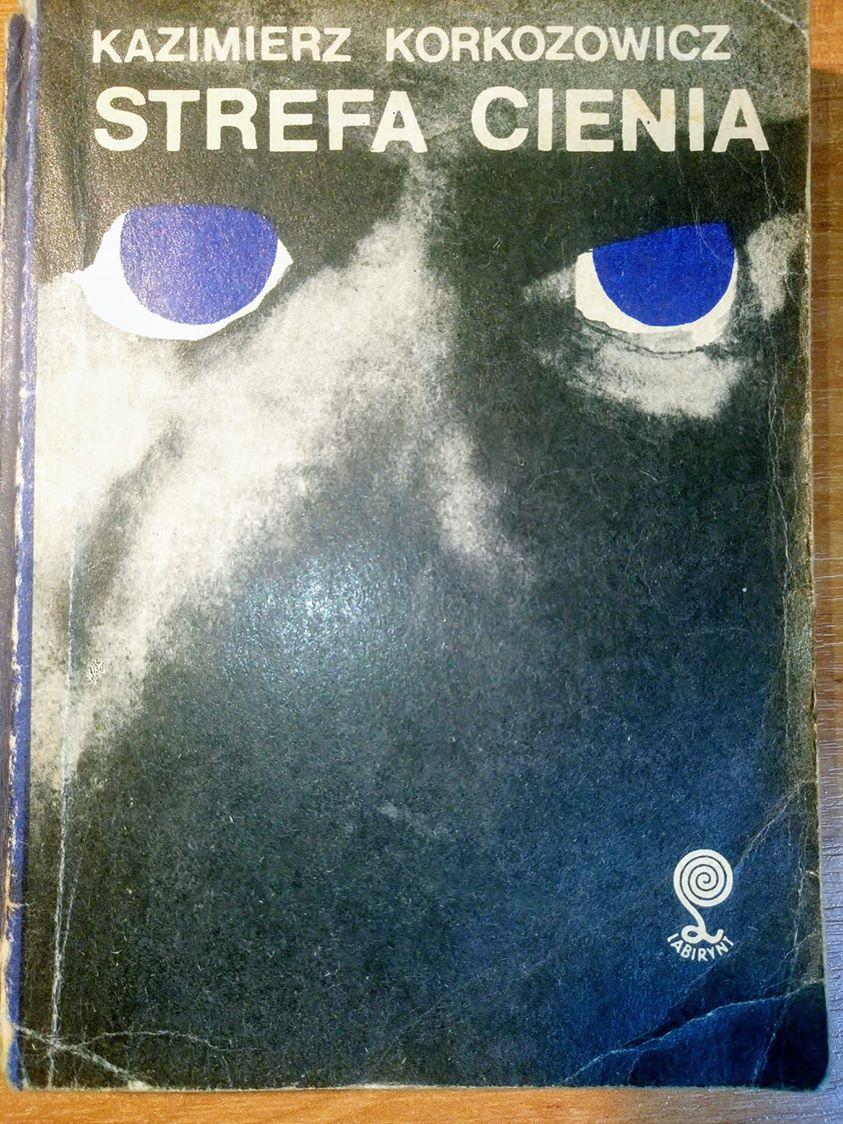 KAZIMIERZ KORKOZOWICZ
STREFA CIENIA
LABIRYNT